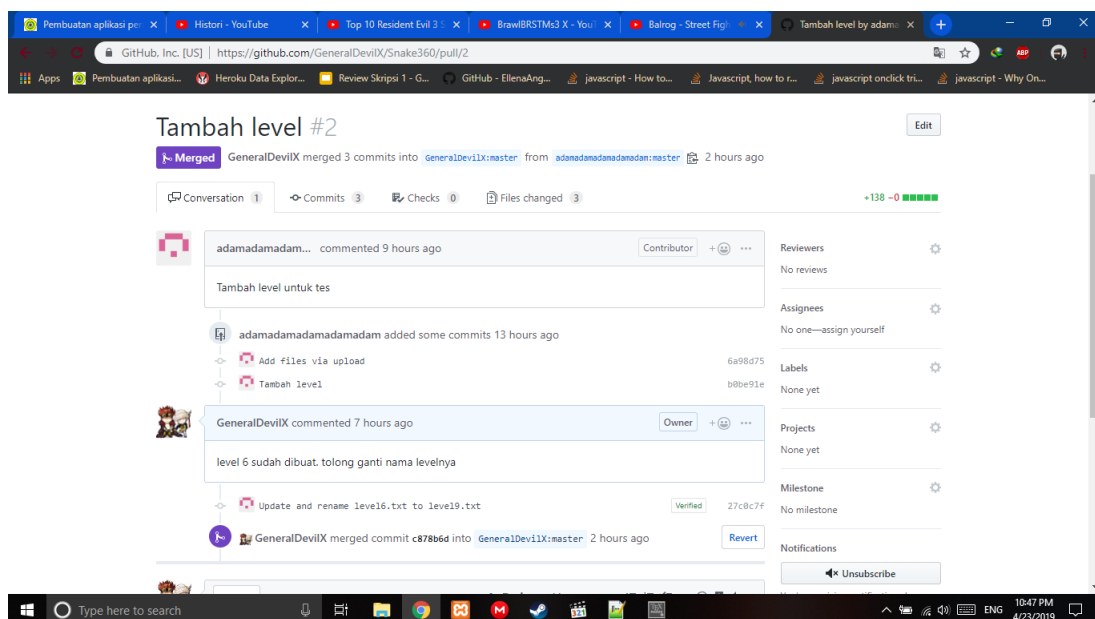 Pembuatan aplikasi per
Histori - YouTube
Top 10 Resident Evil 3 S
BrawlBRSTMs3 X - You
Balrog - Street Figh
Tambah level by adama
GitHub, Inc. [US] | https://github.com/GeneralDevilX/Snake360/pull/2
ABP
Apps
Pembuatan aplikasi...
Heroku Data Explor...
Review Skripsi 1 - G...
GitHub - EllenaAng...
javascript - How to...
Javascript, how to r...
javascript onclick tri...
javascript - Why On...
Tambah level #2
Edit
Merged
GeneralDevilX merged 3 commits into GeneralDevilX:master from adamadamadamadamadam:master 2 hours ago
Conversation 1
Commits 3
Checks 0
Files changed 3
+138 −0
adamadamadam... commented 9 hours ago
Contributor
Tambah level untuk tes
adamadamadamadamadam added some commits 13 hours ago
Add files via upload
6a98d75
Tambah level
b0be91e
GeneralDevilX commented 7 hours ago
Owner
level 6 sudah dibuat. tolong ganti nama levelnya
Update and rename level6.txt to level9.txt
Verified
27c0c7f
GeneralDevilX merged commit c878b6d into GeneralDevilX:master 2 hours ago
Revert
Reviewers
No reviews
Assignees
No one—assign yourself
Labels
None yet
Projects
None yet
Milestone
No milestone
Notifications
Unsubscribe
Type here to search
ENG
10:47 PM
4/23/2019